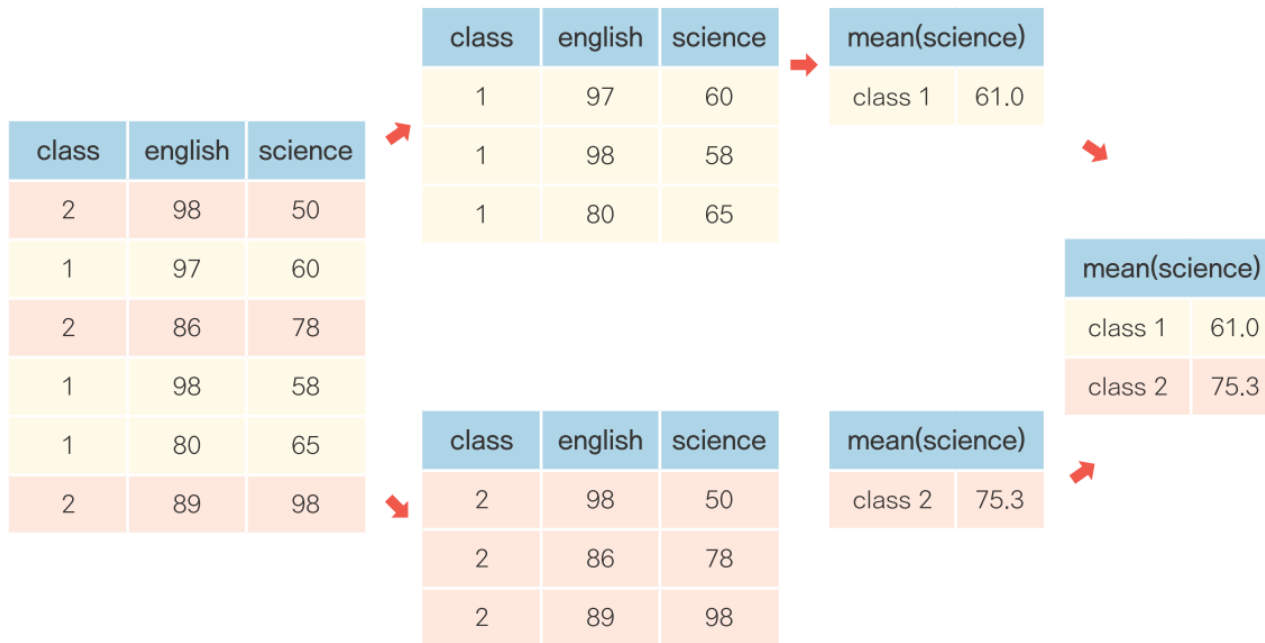 class english science
2 98 50
1 97 60
2 86 78
1 98 58
1 80 65
2 89 98
class english science
1 97 60
1 98 58
1 80 65
mean(science)
class 1 61.0
class english science
2 98 50
2 86 78
2 89 98
mean(science)
class 2 75.3
mean(science)
class 1 61.0
class 2 75.3